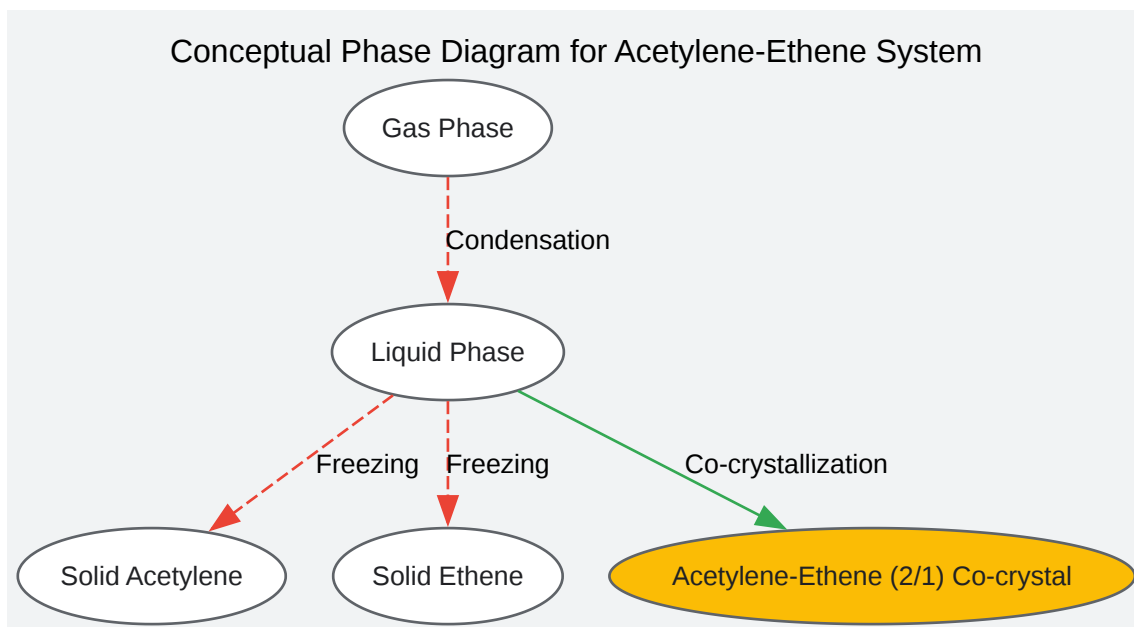 Conceptual Phase Diagram for Acetylene-Ethene System
Gas Phase
Condensation
Liquid Phase
Freezing
Freezing
Co-crystallization
Solid Acetylene
Solid Ethene
Acetylene-Ethene (2/1) Co-crystal